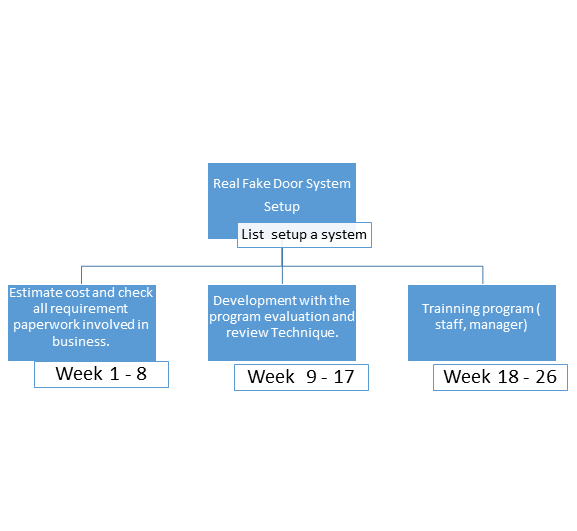 Real Fake Door System
Setup
List  setup a system
Estimate cost and check
all requirement
paperwork involved in
business.
Week 1 - 8
Development with the
program evaluation and
review Technique.
Week  9 - 17
Trainning program (
staff, manager)
Week 18 - 26